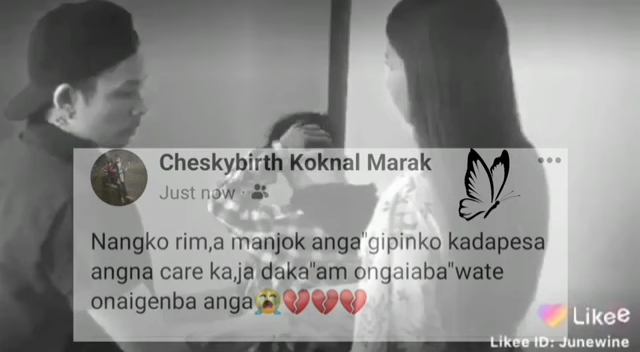 Cheskybirth Koknal Marak
Just now ·
Nangko rim,a manjok anga"gipinko kadapesa
angna care ka,ja daka"am ongaiaba"wate
onaigenba anga😭💔💔💔
Likee
Likee ID: Junewine